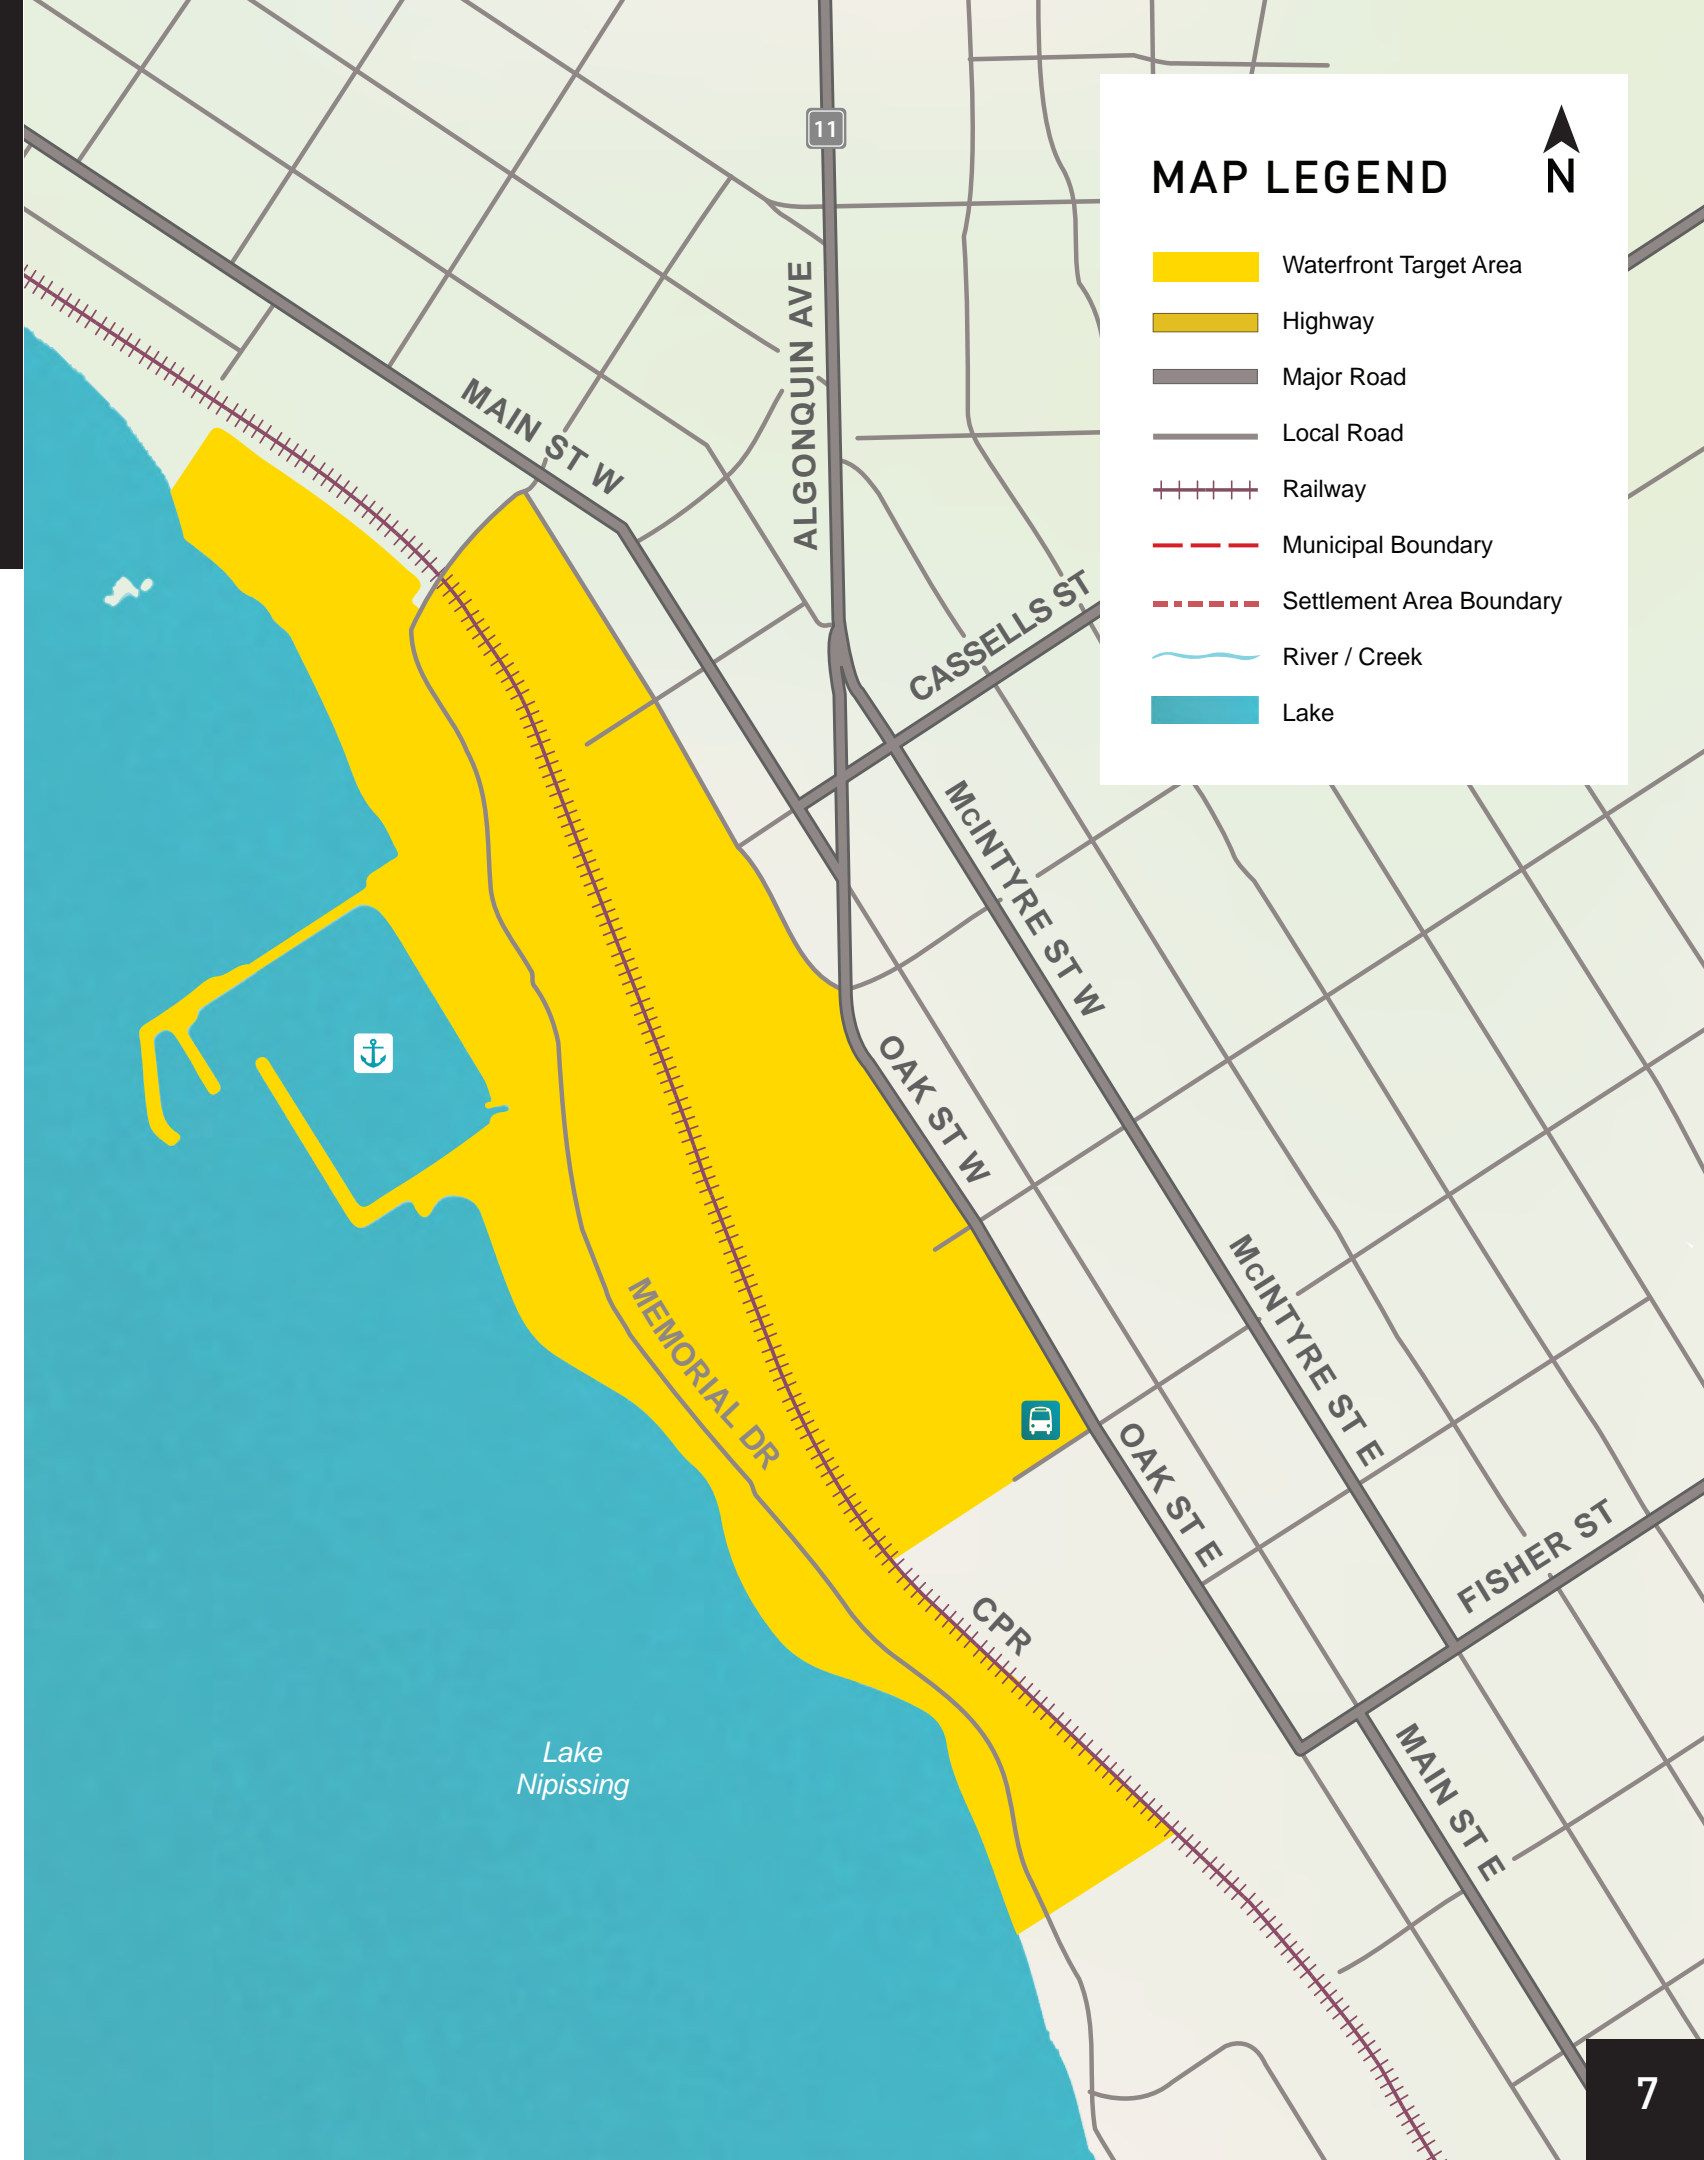 11
MAP LEGEND
N
Waterfront Target Area
Highway
Major Road
Local Road
Railway
Municipal Boundary
Settlement Area Boundary
River / Creek
Lake
ALGONQUIN AVE
MAIN ST W
CASSELLS ST
McINTYRE ST W
OAK ST W
McINTYRE ST E
MEMORIAL DR
OAK ST E
FISHER ST
CPR
MAIN ST E
Lake
Nipissing
7